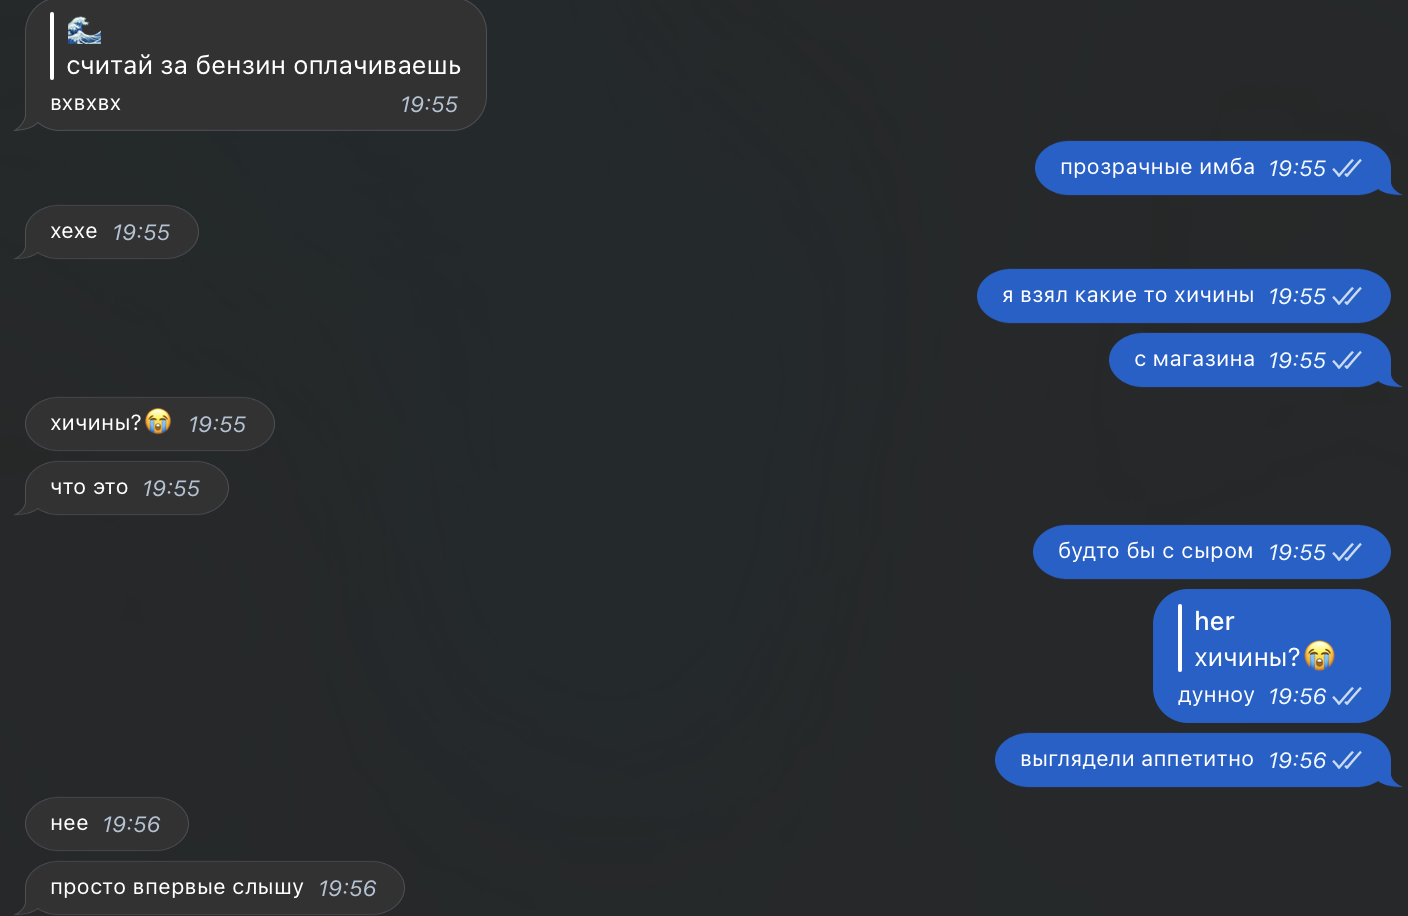 🌊
считай за бензин оплачиваешь
вхвхвх 19:55
прозрачные имба 19:55
хехе 19:55
я взял какие то хичины 19:55
с магазина 19:55
хичины?😭 19:55
что это 19:55
будто бы с сыром 19:55
her
хичины?😭
дунноу 19:56
выглядели аппетитно 19:56
нее 19:56
просто впервые слышу 19:56